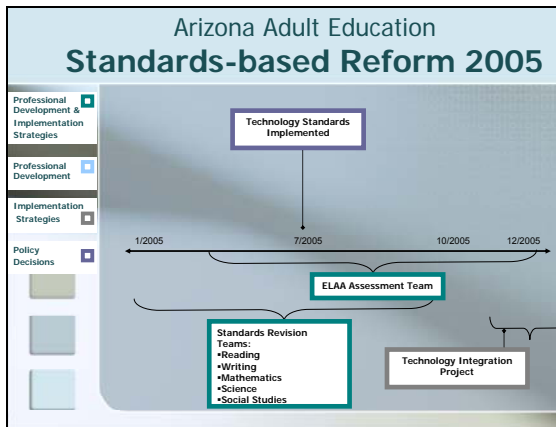 Arizona Adult Education
Standards-based Reform 2005
Professional
Development &
Implementation
Strategies
Professional
Development
Implementation
Strategies
Policy
Decisions
Technology Standards
Implemented
1/2005
7/2005
10/2005
12/2005
ELAA Assessment Team
Standards Revision
Teams:
▪Reading
▪Writing
▪Mathematics
▪Science
▪Social Studies
Technology Integration
Project